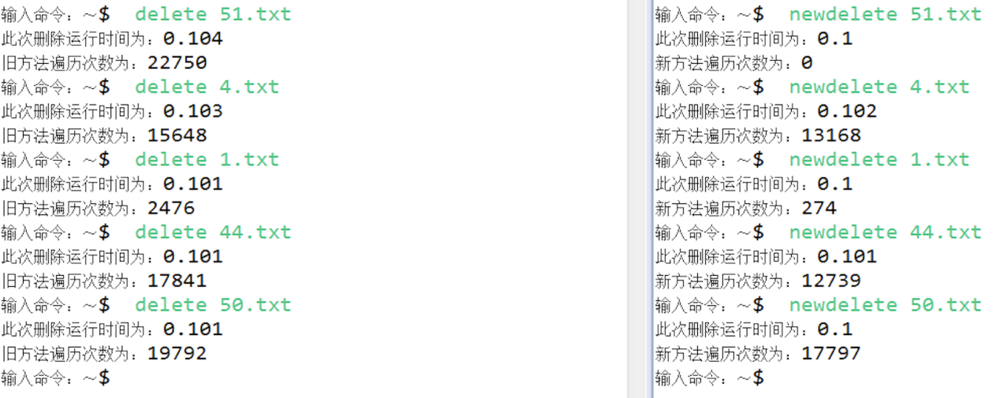 输入命令：~$  delete 51.txt
此次删除运行时间为：0.104
旧方法遍历次数为：22750
输入命令：~$  delete 4.txt
此次删除运行时间为：0.103
旧方法遍历次数为：15648
输入命令：~$  delete 1.txt
此次删除运行时间为：0.101
旧方法遍历次数为：2476
输入命令：~$  delete 44.txt
此次删除运行时间为：0.101
旧方法遍历次数为：17841
输入命令：~$  delete 50.txt
此次删除运行时间为：0.101
旧方法遍历次数为：19792
输入命令：~$
输入命令：~$  newdelete 51.txt
此次删除运行时间为：0.1
新方法遍历次数为：0
输入命令：~$  newdelete 4.txt
此次删除运行时间为：0.102
新方法遍历次数为：13168
输入命令：~$  newdelete 1.txt
此次删除运行时间为：0.1
新方法遍历次数为：274
输入命令：~$  newdelete 44.txt
此次删除运行时间为：0.101
新方法遍历次数为：12739
输入命令：~$  newdelete 50.txt
此次删除运行时间为：0.1
新方法遍历次数为：17797
输入命令：~$